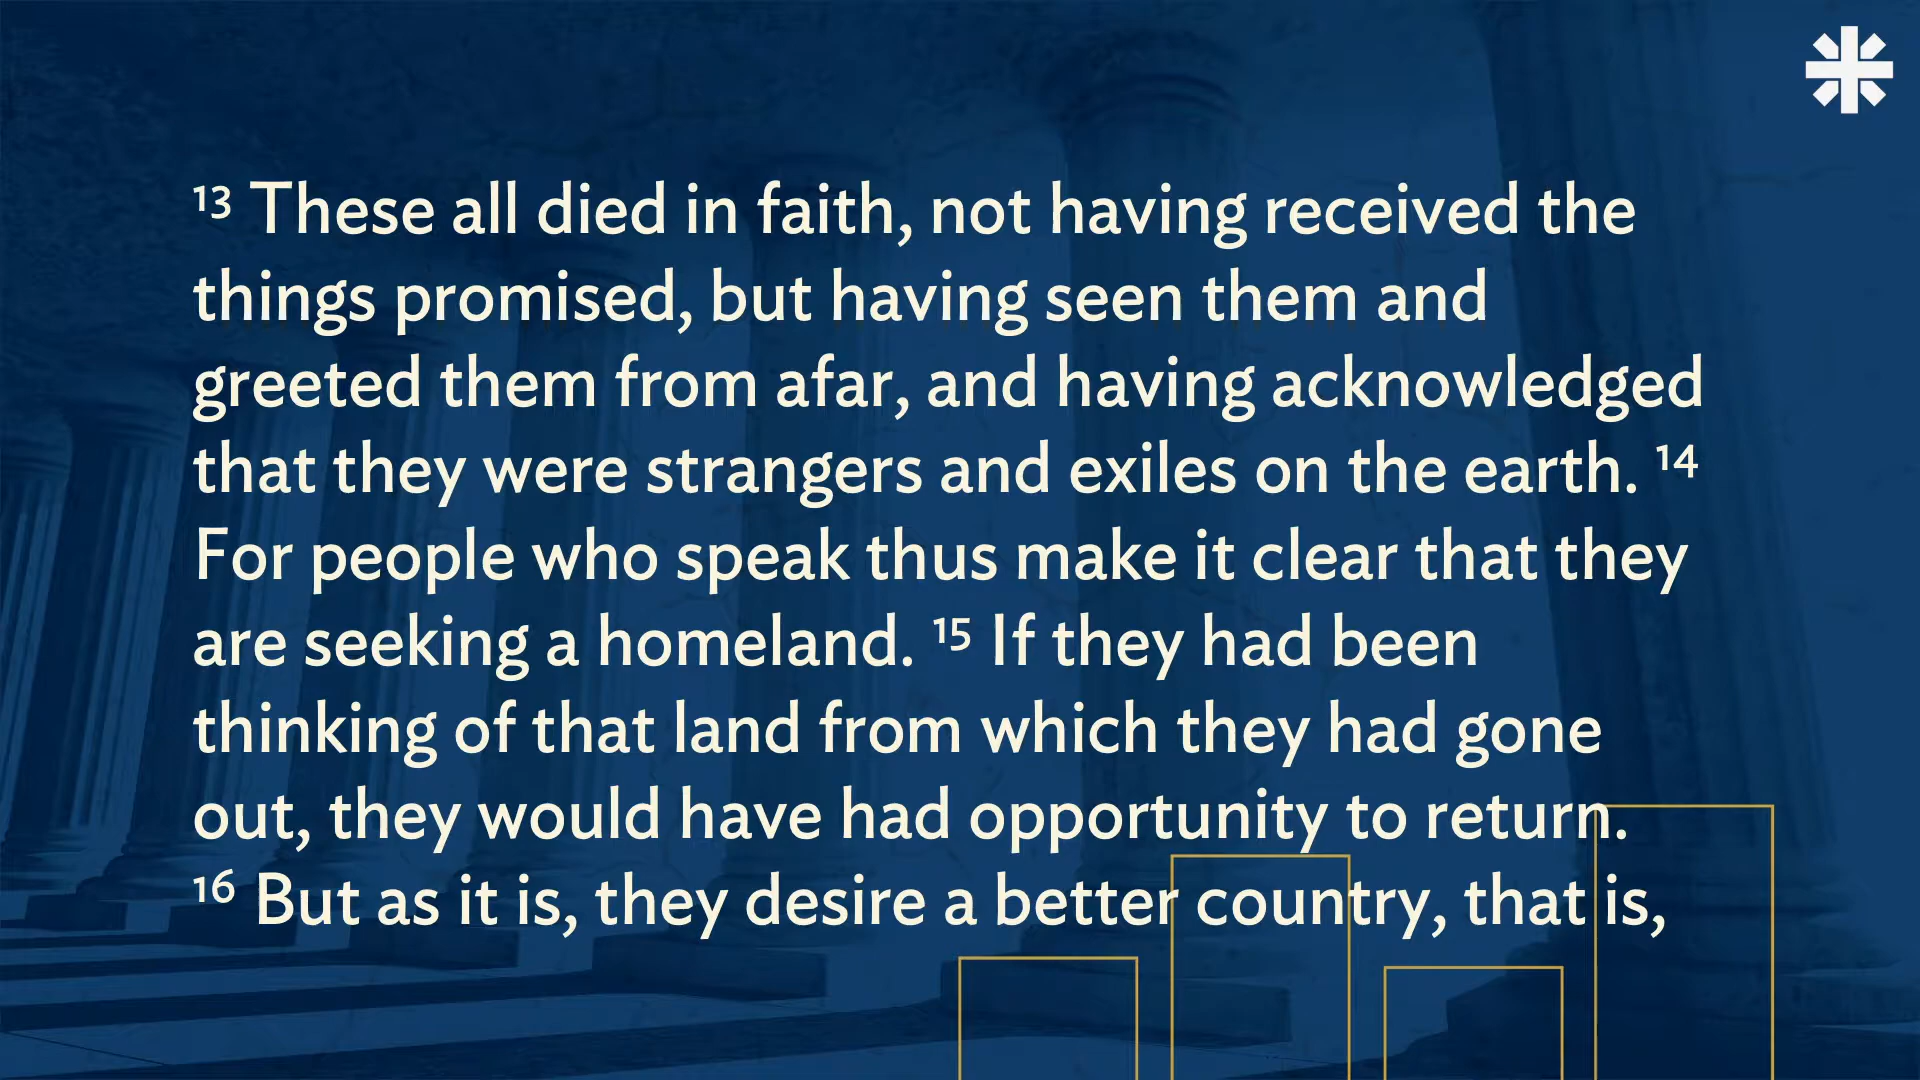 13 These all died in faith, not having received the
things promised, but having seen them and
greeted them from afar, and having acknowledged
that they were strangers and exiles on the earth. 14
For people who speak thus make it clear that they
are seeking a homeland. 15 If they had been
thinking of that land from which they had gone
out, they would have had opportunity to return.
16 But as it is, they desire a better country, that is,